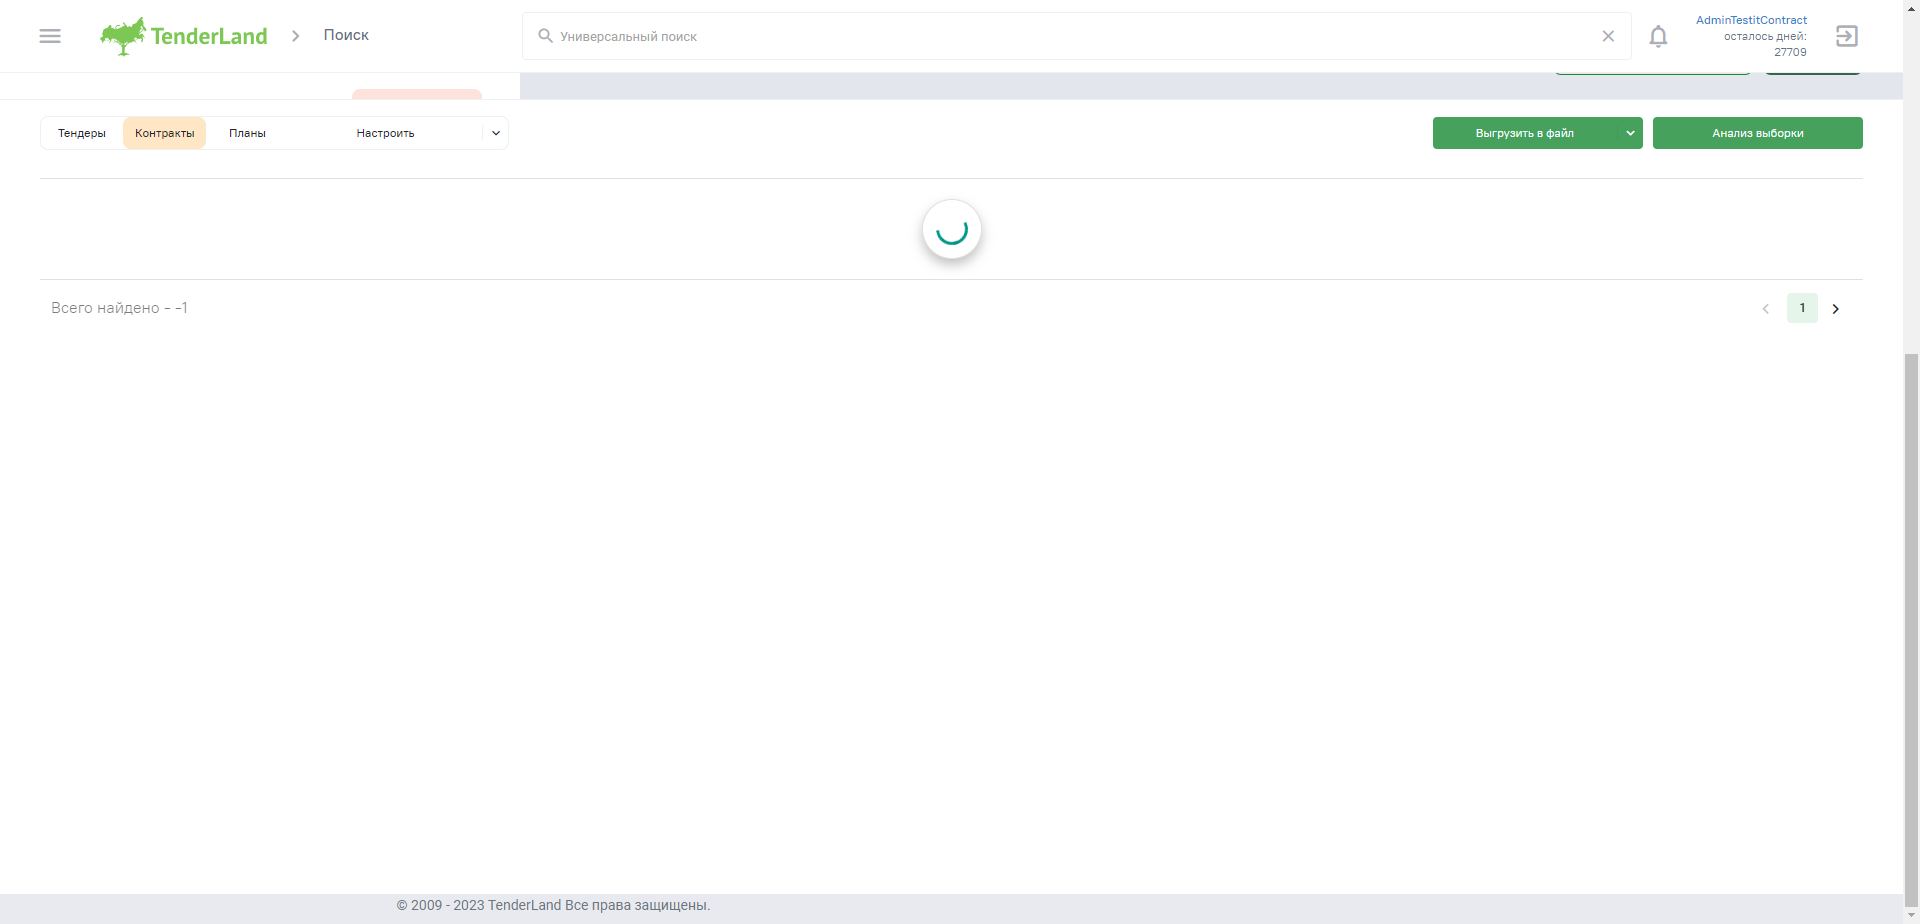 TenderLand
Поиск
Универсальный поиск
AdminTestitContract
осталось дней:
27709
Тендеры
Контракты
Планы
Настроить
Выгрузить в файл
Анализ выборки
Всего найдено - -1
1
© 2009 - 2023 TenderLand Все права защищены.